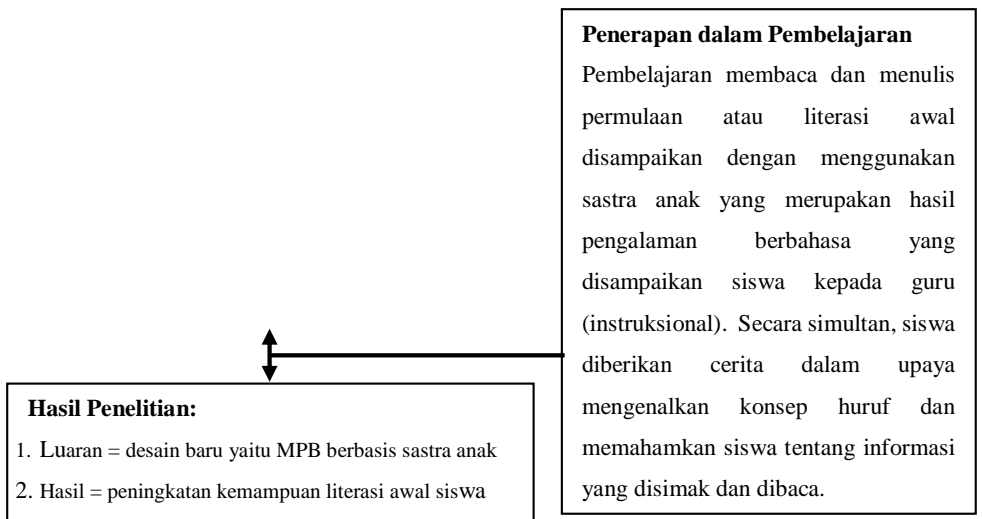 Penerapan dalam Pembelajaran
Pembelajaran membaca dan menulis
permulaan atau literasi awal
disampaikan dengan menggunakan
sastra anak yang merupakan hasil
pengalaman berbahasa yang
disampaikan siswa kepada guru
(instruksional). Secara simultan, siswa
diberikan cerita dalam upaya
mengenalkan konsep huruf dan
memahamkan siswa tentang informasi
yang disimak dan dibaca.
Hasil Penelitian:
1. Luaran = desain baru yaitu MPB berbasis sastra anak
2. Hasil = peningkatan kemampuan literasi awal siswa